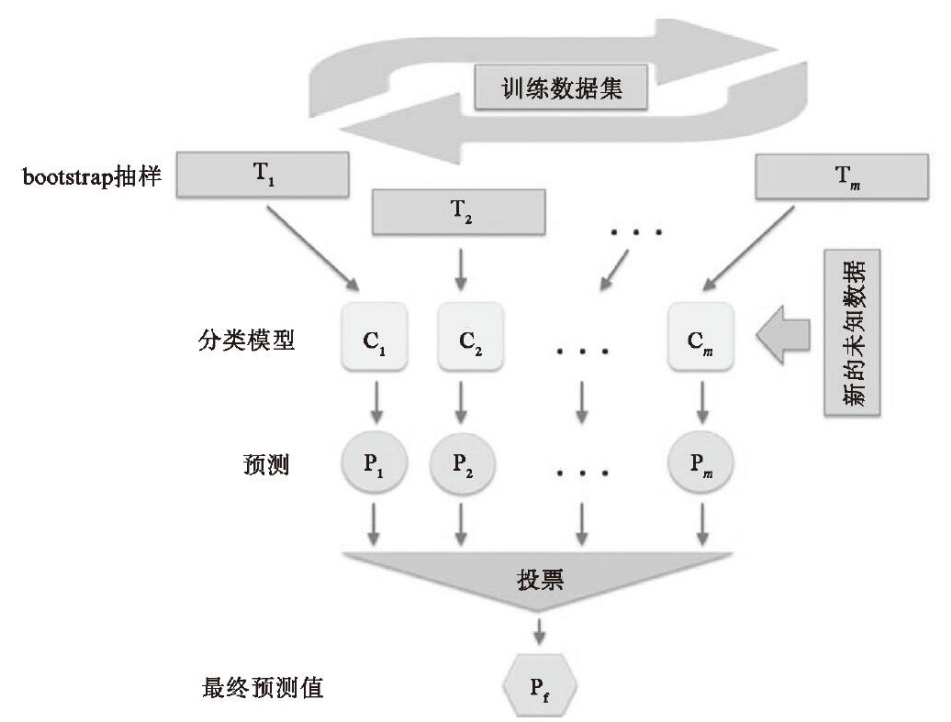 训练数据集
bootstrap抽样
T1
T2
. . .
Tm
新的未知数据
分类模型
C1
C2
. . .
Cm
预测
P1
P2
. . .
Pm
投票
最终预测值
Pf